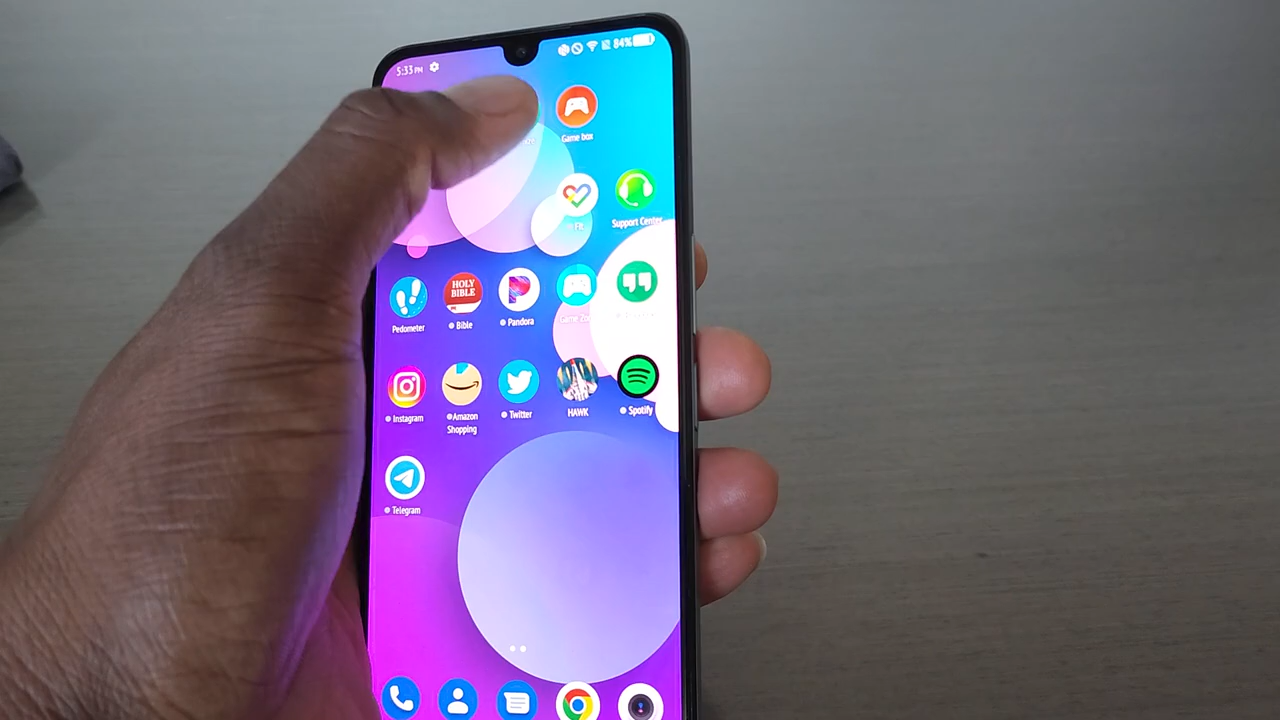 5:33 PM
84%
Game box
Fit
Support Center
HOLY
BIBLE
Pedometer
Bible
Pandora
Instagram
Amazon
Shopping
Twitter
HAWK
Spotify
Telegram